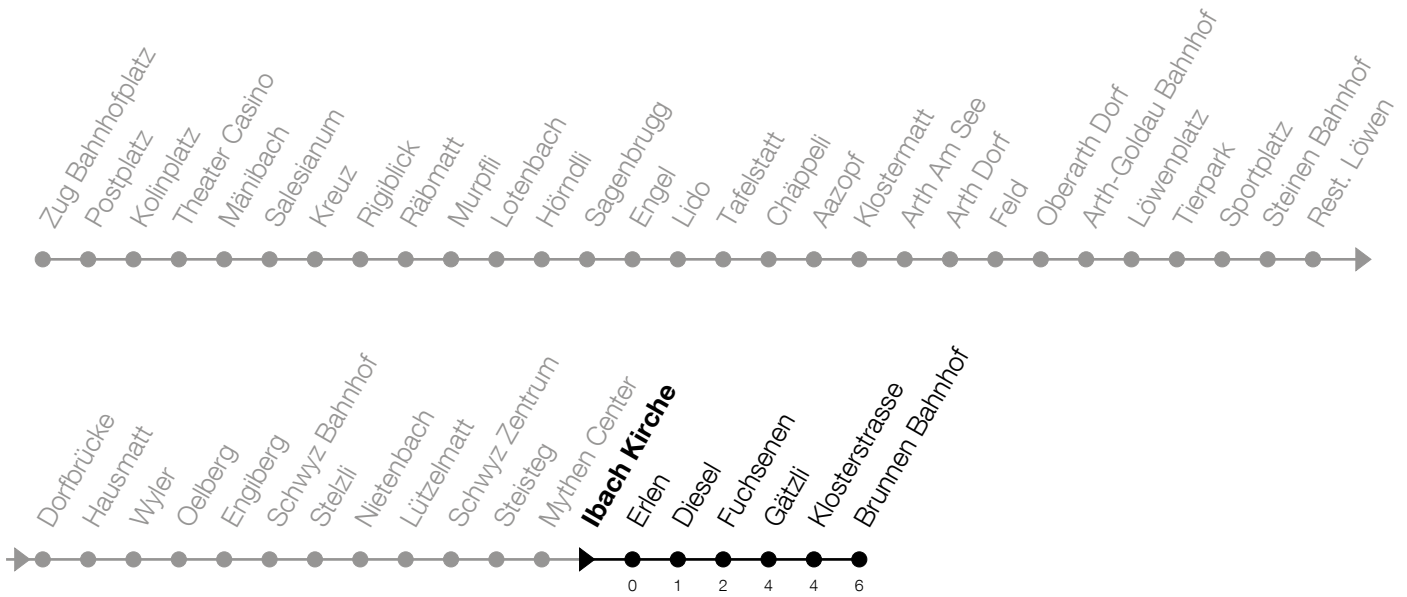 Zug Bahnhofplatz
Postplatz
Kolinplatz
Theater Casino
Mänibach
Salesianum
Kreuz
Rigiblick
Räbmatt
Murpfli
Lotenbach
Hörndli
Sagenbrugg
Engel
Lido
Tafelstatt
Chäppeli
Aazopf
Klostermatt
Arth Am See
Arth Dorf
Feld
Oberarth Dorf
Arth-Goldau Bahnhof
Löwenplatz
Tierpark
Sportplatz
Steinen Bahnhof
Rest. Löwen
Dorfbrücke
Hausmatt
Wyler
Oelberg
Engiberg
Schwyz Bahnhof
Stelzli
Nietenbach
Lützelmatt
Schwyz Zentrum
Steisteg
Mythen Center
Ibach Kirche
Erlen
Diesel
Fuchsenen
Gätzli
Klosterstrasse
Brunnen Bahnhof
0 1 2 4 4 6